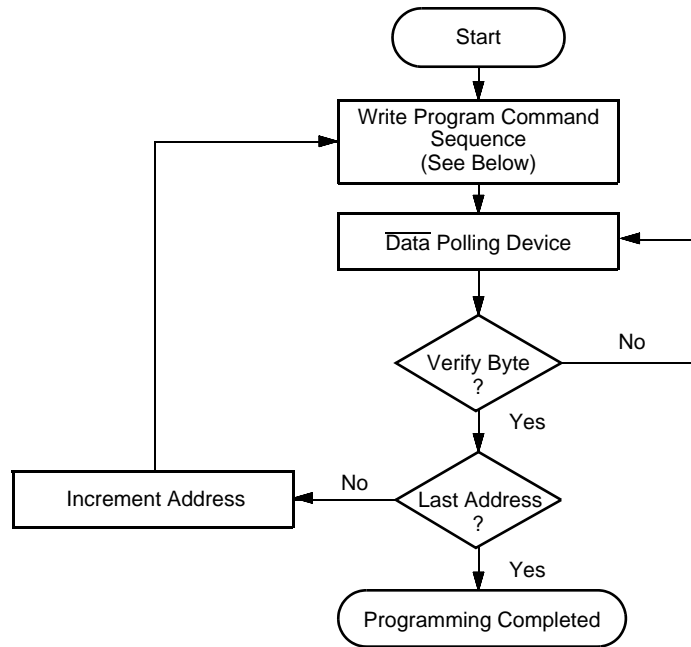 Start
Write Program Command
Sequence
(See Below)
Data Polling Device
Verify Byte
?
No
Yes
Last Address
?
No
Increment Address
Yes
Programming Completed